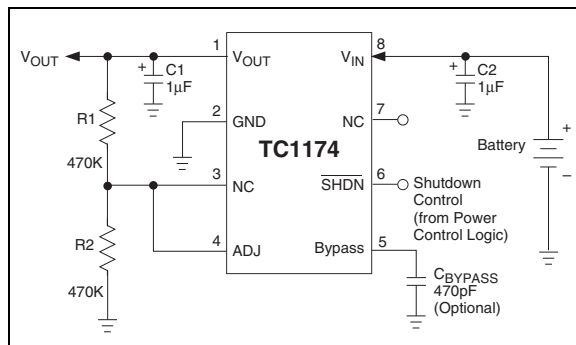 VOUT
1
VOUT
VIN
8
+
C1
1µF
+
C2
1µF
R1
470K
2
GND
NC
7
TC1174
Battery
+
–
3
NC
SHDN
6
Shutdown
Control
(from Power
Control Logic)
R2
470K
4
ADJ
Bypass
5
CBYPASS
470pF
(Optional)